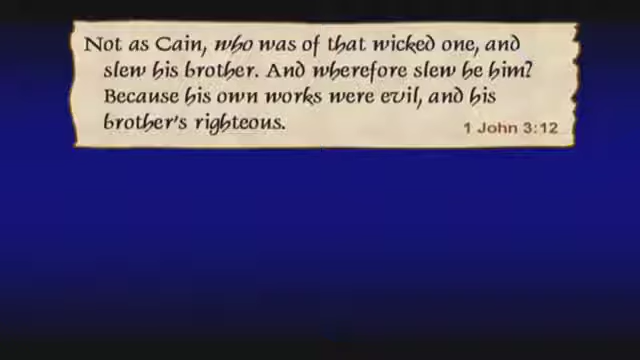 Not as Cain, who was of that wicked one, and
slew his brother. And wherefore slew he him?
Because his own works were evil, and his
brother's righteous.
1 John 3:12